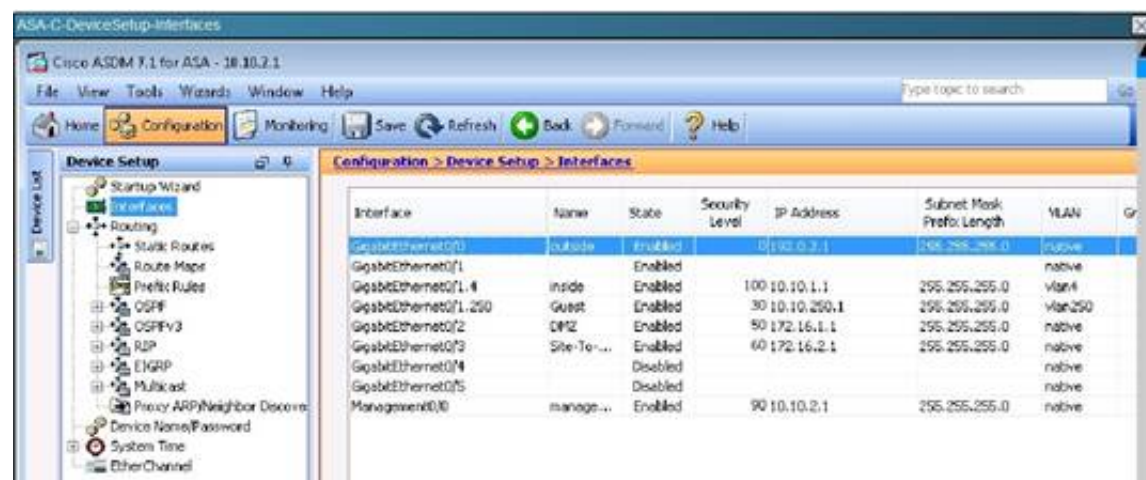 ASA-C-DeviceSetup-Interfaces
Cisco ASDM 7.1 for ASA - 10.10.2.1
File View Tools Wizards Window Help
Type topic to search Go
Home Configuration Monitoring Save Refresh Back Forward Help
Device List
Device Setup
Startup Wizard
Interfaces
Routing
Static Routes
Route Maps
Prefix Rules
OSPF
OSPFv3
RIP
EIGRP
Multicast
Proxy ARP/Neighbor Discove
Device Name/Password
System Time
EtherChannel
Configuration > Device Setup > Interfaces
Interface Name State Security Level IP Address Subnet Mask Prefix Length VLAN
GigabitEthernet0/0 outside Enabled 0 192.0.2.1 255.255.255.0 native
GigabitEthernet0/1 Enabled native
GigabitEthernet0/1.4 inside Enabled 100 10.10.1.1 255.255.255.0 vlan4
GigabitEthernet0/1.250 Guest Enabled 30 10.10.250.1 255.255.255.0 vlan250
GigabitEthernet0/2 DMZ Enabled 50 172.16.1.1 255.255.255.0 native
GigabitEthernet0/3 Site-To-... Enabled 60 172.16.2.1 255.255.255.0 native
GigabitEthernet0/4 Disabled native
GigabitEthernet0/5 Disabled native
Management0/0 manage... Enabled 90 10.10.2.1 255.255.255.0 native